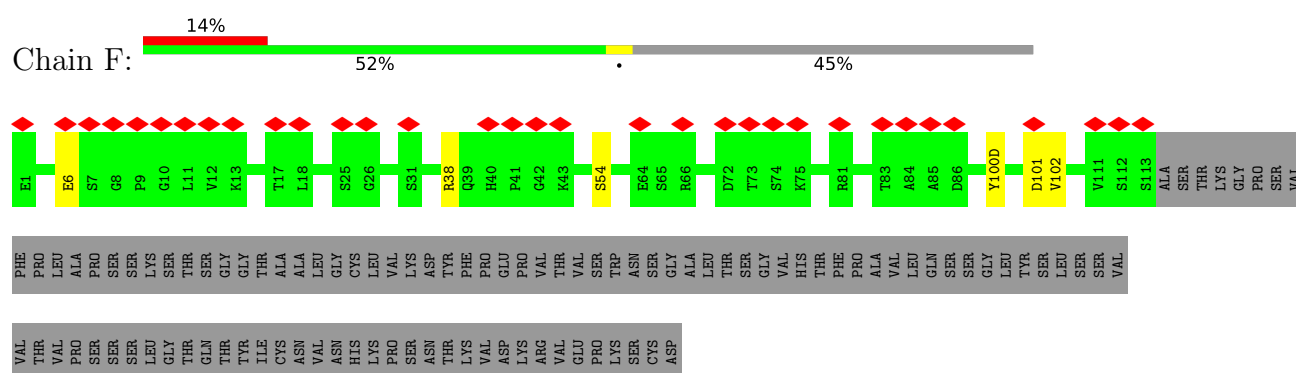 14%
Chain F:
52% • 45%
E1 E6 S7 G8 P9 G10 L11 V12 K13 T17 L18 S25 G26 S31 R38 Q39 H40 P41 G42 K43 S54 E64 S65 R66 D72 T73 S74 K75 R81 T83 A84 A85 D86 Y100D D101 V102 V111 S112 S113 ALA SER THR LYS GLY PRO SER VAL
PHE PRO LEU ALA PRO SER SER LYS SER THR SER GLY GLY THR ALA ALA LEU GLY CYS LEU VAL LYS ASP TYR PHE PRO GLU PRO VAL THR VAL SER TRP ASN SER GLY ALA LEU THR SER GLY VAL HIS THR PHE PRO ALA VAL LEU GLN SER SER GLY LEU TYR SER LEU SER SER VAL
VAL THR VAL PRO SER SER SER LEU GLY THR GLN THR TYR ILE CYS ASN VAL ASN HIS LYS PRO SER ASN THR LYS VAL ASP LYS ARG VAL GLU PRO LYS SER CYS ASP